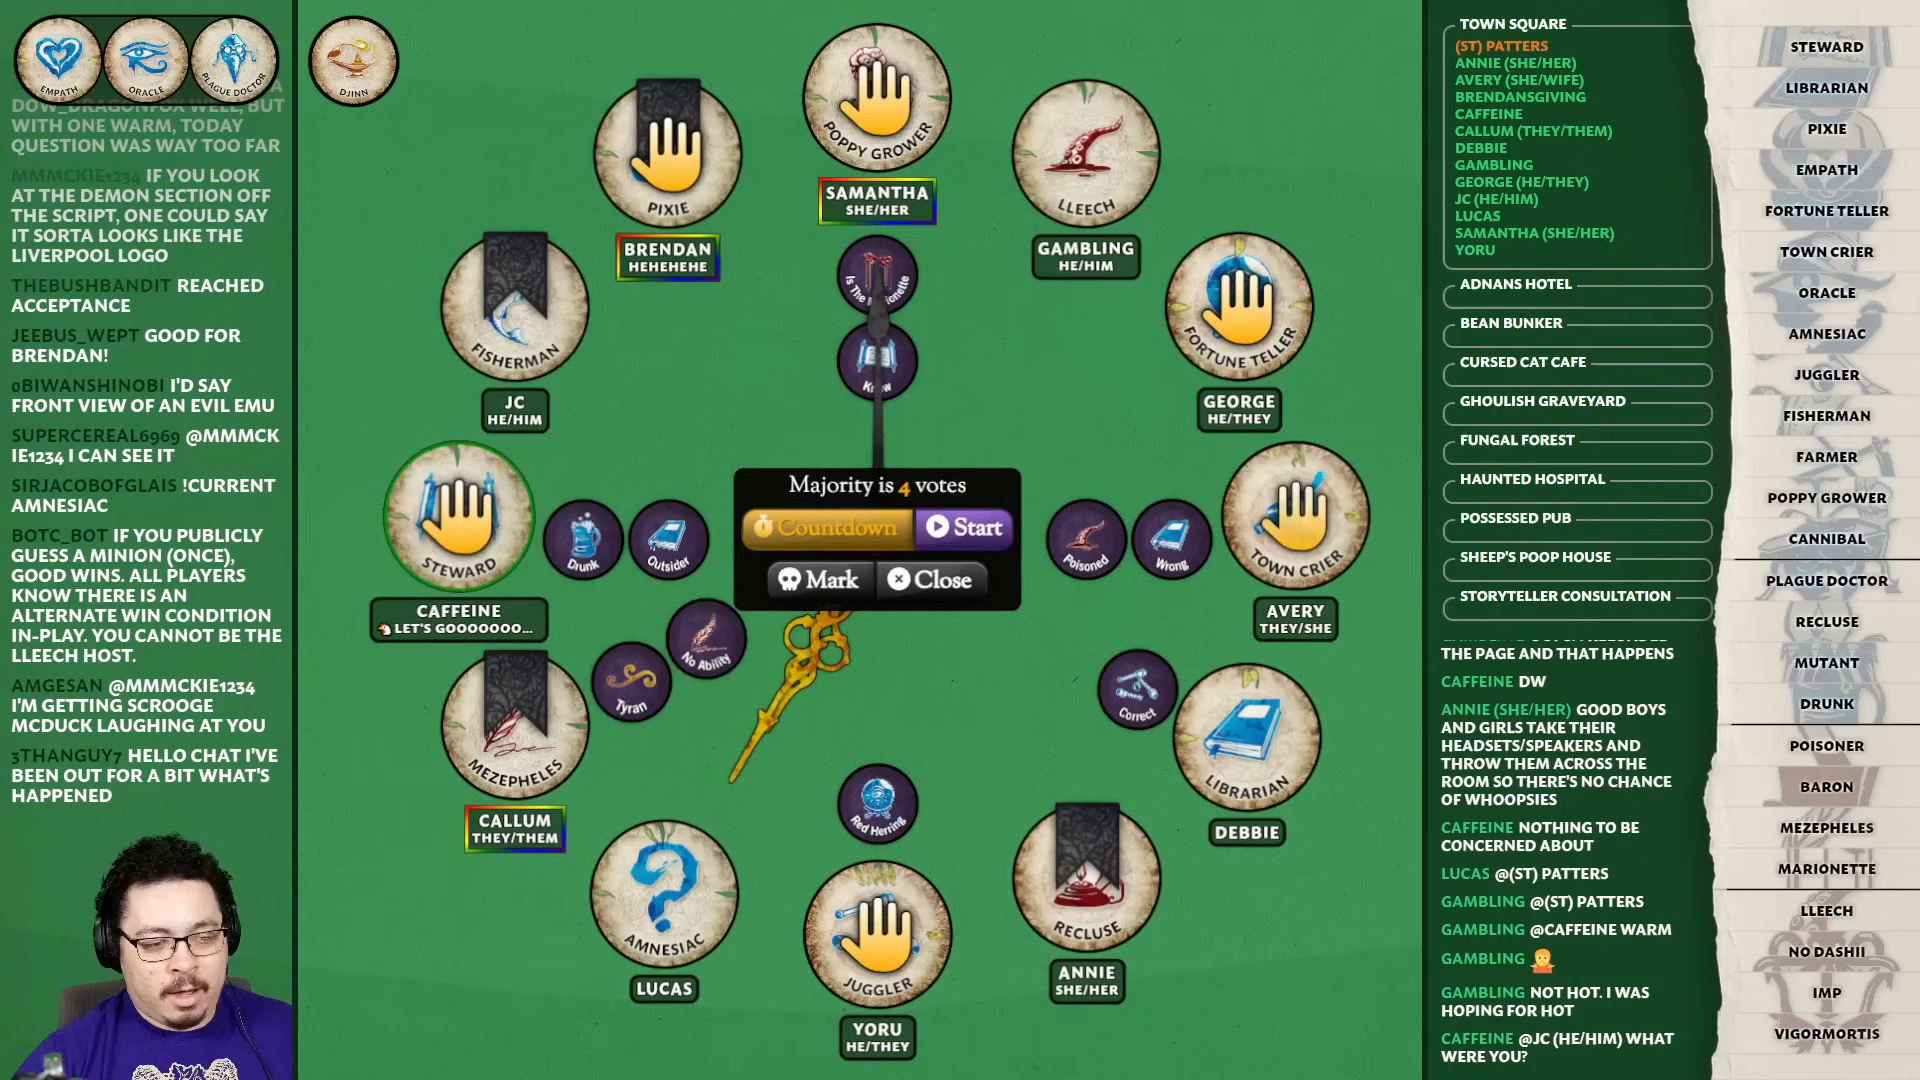 EMPATH
ORACLE
PLAGUE DOCTOR
DJINN
DOW_DRAGONFOX WELL, BUT
WITH ONE WARM, TODAY
QUESTION WAS WAY TOO FAR
MMMCKIE1234 IF YOU LOOK
AT THE DEMON SECTION OFF
THE SCRIPT, ONE COULD SAY
IT SORTA LOOKS LIKE THE
LIVERPOOL LOGO
THEBUSHBANDIT REACHED
ACCEPTANCE
JEEBUS_WEPT GOOD FOR
BRENDAN!
0BIWANSHINOBI I'D SAY
FRONT VIEW OF AN EVIL EMU
SUPERCEREAL6969 @MMMCK
IE1234 I CAN SEE IT
SIRJACOBOFGLAIS !CURRENT
AMNESIAC
BOTC_BOT IF YOU PUBLICLY
GUESS A MINION (ONCE),
GOOD WINS. ALL PLAYERS
KNOW THERE IS AN
ALTERNATE WIN CONDITION
IN-PLAY. YOU CANNOT BE THE
LLEECH HOST.
AMGESAN @MMMCKIE1234
I'M GETTING SCROOGE
MCDUCK LAUGHING AT YOU
3THANGUY7 HELLO CHAT I'VE
BEEN OUT FOR A BIT WHAT'S
HAPPENED
POPPY GROWER
SAMANTHA
SHE/HER
LLEECH
GAMBLING
HE/HIM
FORTUNE TELLER
GEORGE
HE/THEY
TOWN CRIER
AVERY
THEY/SHE
Poisoned
Wrong
LIBRARIAN
DEBBIE
Correct
RECLUSE
ANNIE
SHE/HER
JUGGLER
YORU
HE/THEY
Red Herring
AMNESIAC
LUCAS
MEZEPHELES
CALLUM
THEY/THEM
Tyran
No Ability
STEWARD
CAFFEINE
LET'S GOOOOOOO...
Drunk
Outsider
FISHERMAN
JC
HE/HIM
PIXIE
BRENDAN
HEHEHEHE
Is The
Majority is 4 votes
Countdown
Start
Mark
Close
TOWN SQUARE
(ST) PATTERS
ANNIE (SHE/HER)
AVERY (SHE/WIFE)
BRENDANSGIVING
CAFFEINE
CALLUM (THEY/THEM)
DEBBIE
GAMBLING
GEORGE (HE/THEY)
JC (HE/HIM)
LUCAS
SAMANTHA (SHE/HER)
YORU
ADNANS HOTEL
BEAN BUNKER
CURSED CAT CAFE
GHOULISH GRAVEYARD
FUNGAL FOREST
HAUNTED HOSPITAL
POSSESSED PUB
SHEEP'S POOP HOUSE
STORYTELLER CONSULTATION
THE PAGE AND THAT HAPPENS
CAFFEINE DW
ANNIE (SHE/HER) GOOD BOYS
AND GIRLS TAKE THEIR
HEADSETS/SPEAKERS AND
THROW THEM ACROSS THE
ROOM SO THERE'S NO CHANCE
OF WHOOPSIES
CAFFEINE NOTHING TO BE
CONCERNED ABOUT
LUCAS @(ST) PATTERS
GAMBLING @(ST) PATTERS
GAMBLING @CAFFEINE WARM
GAMBLING 🤷
GAMBLING NOT HOT. I WAS
HOPING FOR HOT
CAFFEINE @JC (HE/HIM) WHAT
WERE YOU?
STEWARD
LIBRARIAN
PIXIE
EMPATH
FORTUNE TELLER
TOWN CRIER
ORACLE
AMNESIAC
JUGGLER
FISHERMAN
FARMER
POPPY GROWER
CANNIBAL
PLAGUE DOCTOR
RECLUSE
MUTANT
DRUNK
POISONER
BARON
MEZEPHELES
MARIONETTE
LLEECH
NO DASHII
IMP
VIGORMORTIS